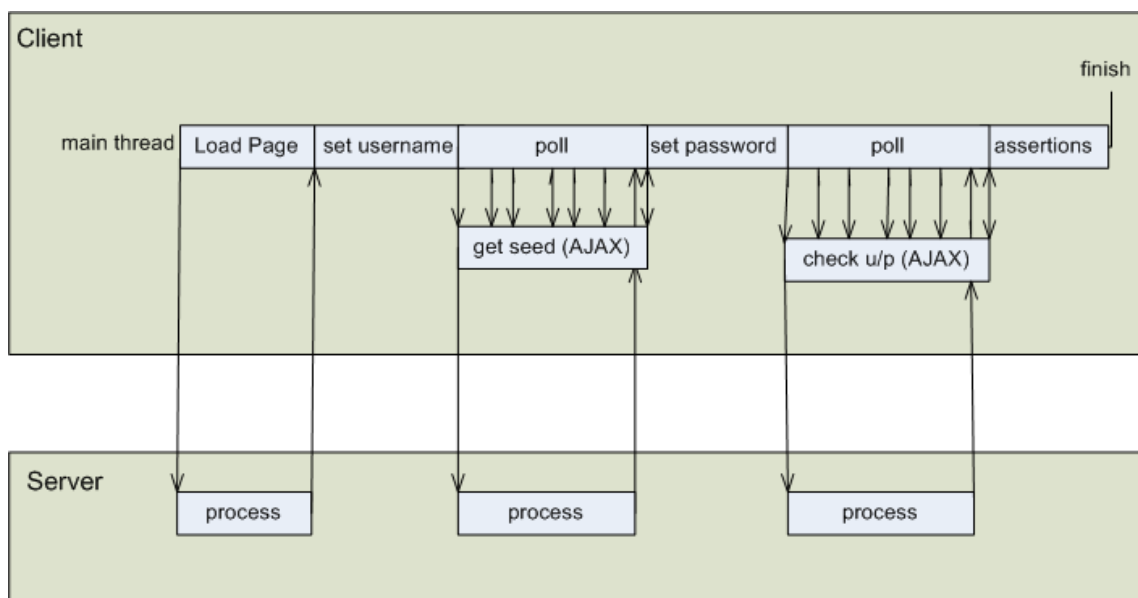 Client
finish
main thread
Load Page
set username
poll
set password
poll
assertions
get seed (AJAX)
check u/p (AJAX)
Server
process
process
process